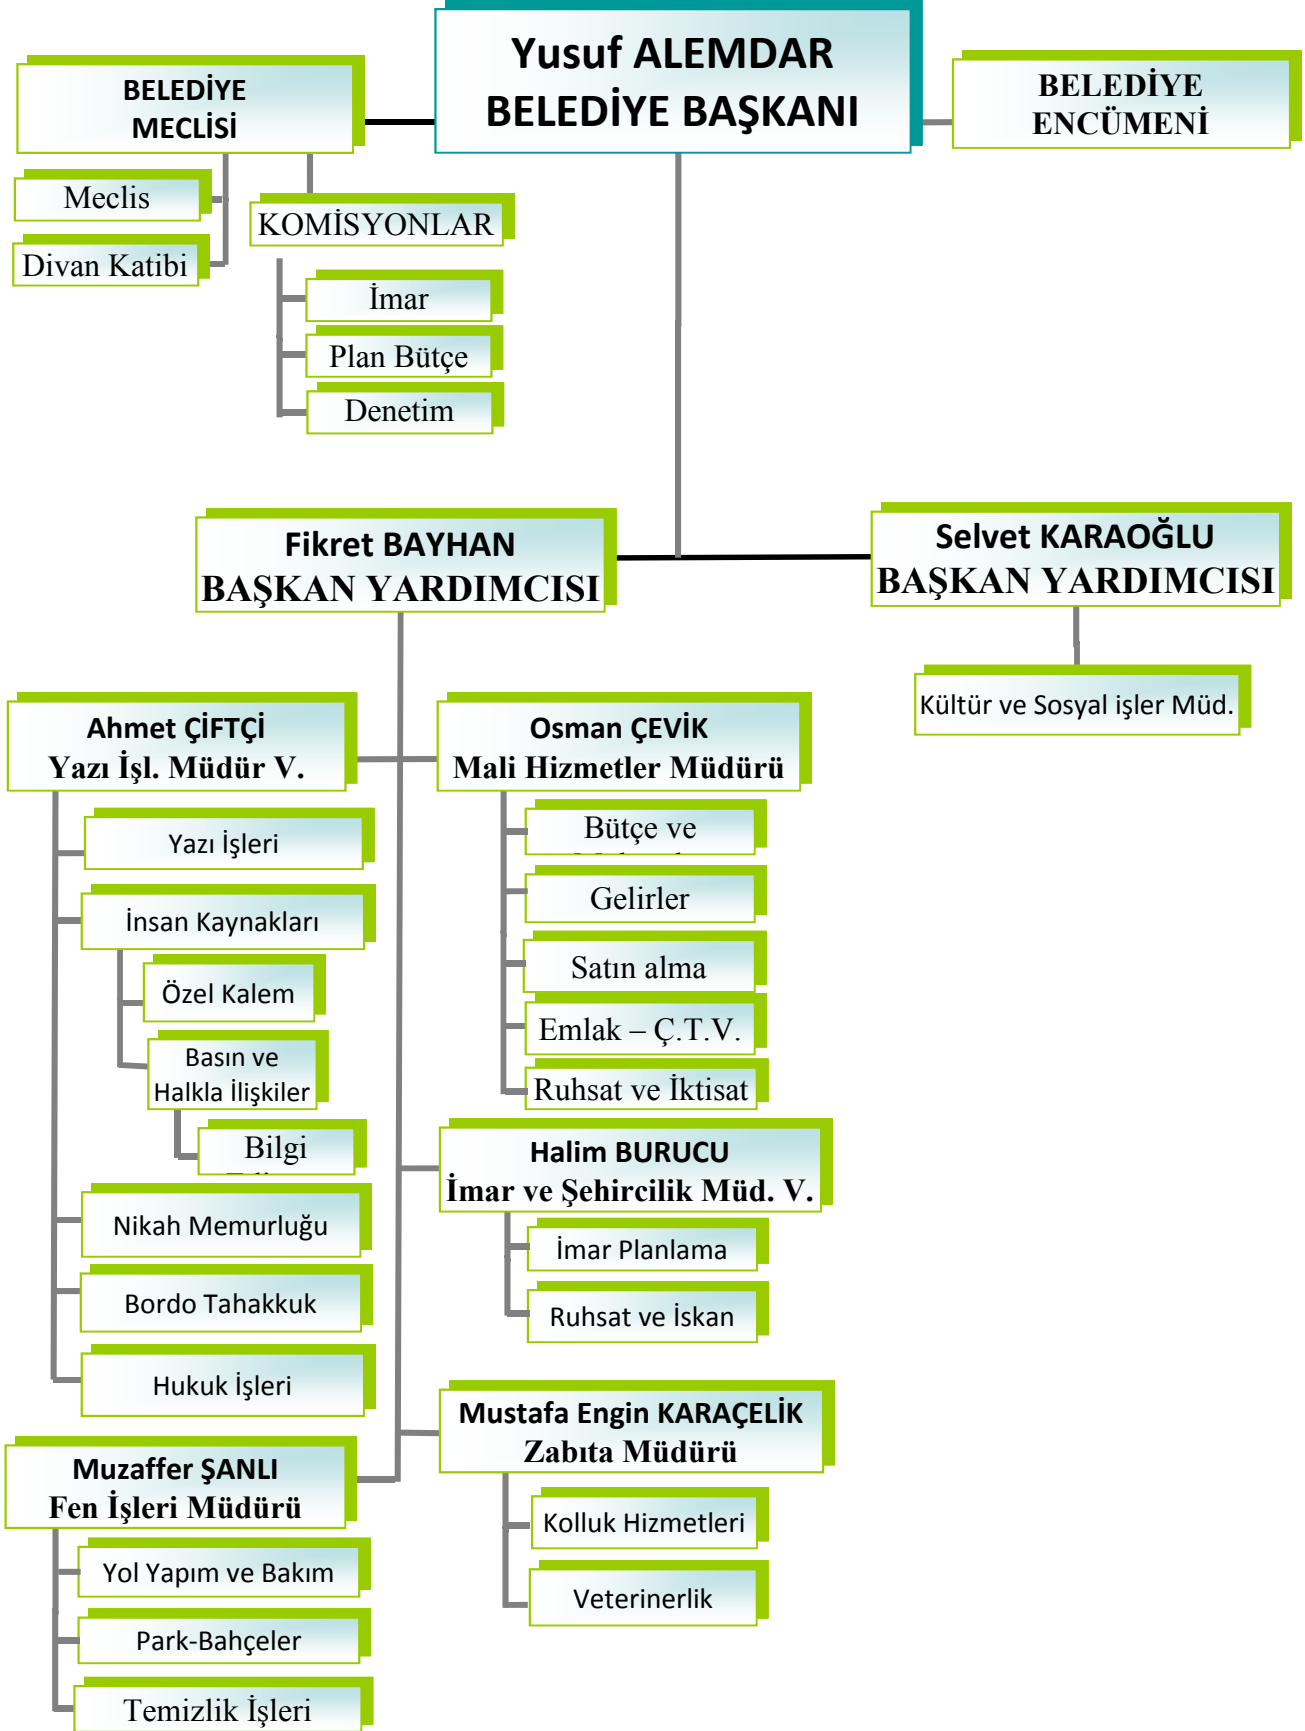 Yusuf ALEMDAR
BELEDİYE BAŞKANI
BELEDİYE
MECLİSİ
BELEDİYE
ENCÜMENİ
Meclis
Divan Katibi
KOMİSYONLAR
İmar
Plan Bütçe
Denetim
Fikret BAYHAN
BAŞKAN YARDIMCISI
Selvet KARAOĞLU
BAŞKAN YARDIMCISI
Kültür ve Sosyal işler Müd.
Ahmet ÇİFTÇİ
Yazı İşl. Müdür V.
Yazı İşleri
İnsan Kaynakları
Özel Kalem
Basın ve
Halkla İlişkiler
Bilgi
Nikah Memurluğu
Bordo Tahakkuk
Hukuk İşleri
Osman ÇEVİK
Mali Hizmetler Müdürü
Bütçe ve
Gelirler
Satın alma
Emlak – Ç.T.V.
Ruhsat ve İktisat
Halim BURUCU
İmar ve Şehircilik Müd. V.
İmar Planlama
Ruhsat ve İskan
Mustafa Engin KARAÇELİK
Zabıta Müdürü
Kolluk Hizmetleri
Veterinerlik
Muzaffer ŞANLI
Fen İşleri Müdürü
Yol Yapım ve Bakım
Park-Bahçeler
Temizlik İşleri